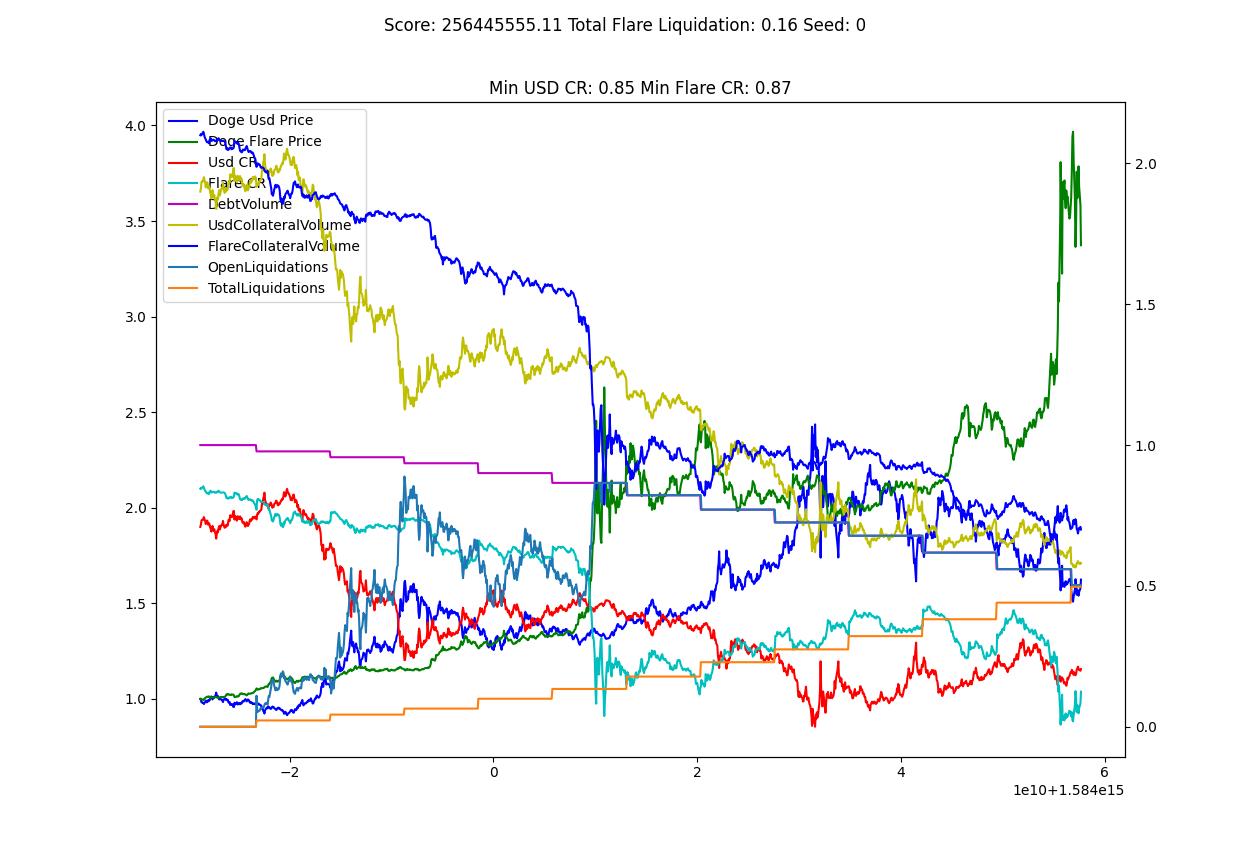 Score: 256445555.11 Total Flare Liquidation: 0.16 Seed: 0
Min USD CR: 0.85 Min Flare CR: 0.87
Doge Usd Price
Doge Flare Price
Usd CR
Flare CR
DebtVolume
UsdCollateralVolume
FlareCollateralVolume
OpenLiquidations
TotalLiquidations
4.0
3.5
3.0
2.5
2.0
1.5
1.0
2.0
1.5
1.0
0.5
0.0
−2
0
2
4
6
1e10+1.584e15